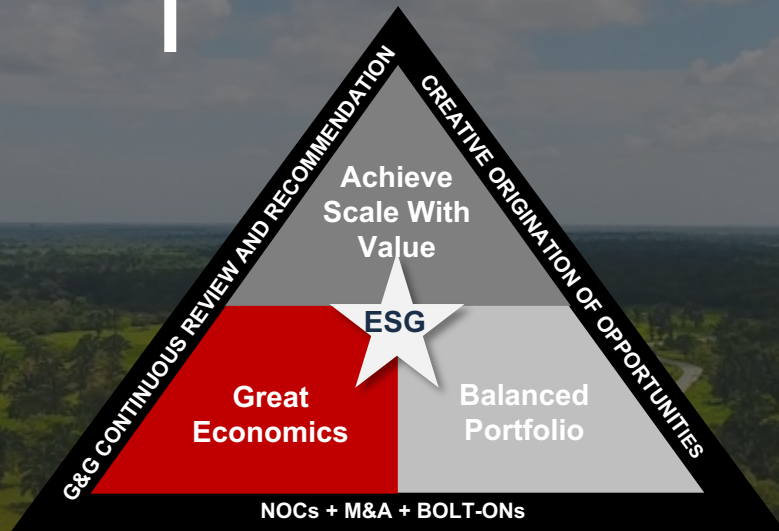 G&G CONTINUOUS REVIEW AND RECOMMENDATION
CREATIVE ORIGINATION OF OPPORTUNITIES
Achieve
Scale With
Value
ESG
Great
Economics
Balanced
Portfolio
NOCs + M&A + BOLT-ONs